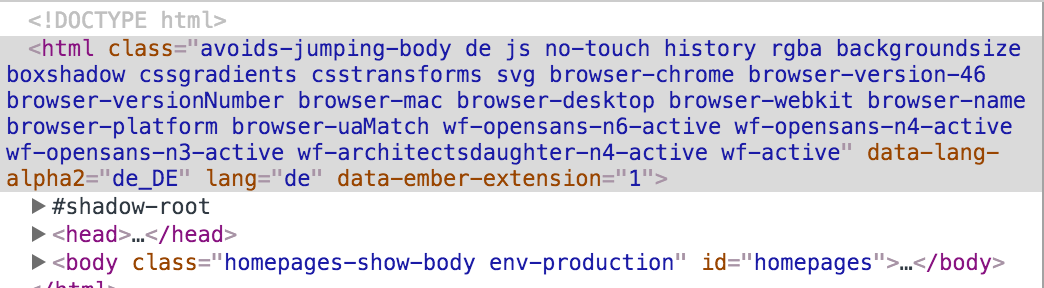 <!DOCTYPE html>
<html class="avoids-jumping-body de js no-touch history rgba backgroundsize
boxshadow cssgradients csstransforms svg browser-chrome browser-version-46
browser-versionNumber browser-mac browser-desktop browser-webkit browser-name
browser-platform browser-uaMatch wf-opensans-n6-active wf-opensans-n4-active
wf-opensans-n3-active wf-architectsdaughter-n4-active wf-active" data-lang-
alpha2="de_DE" lang="de" data-ember-extension="1">
▶ #shadow-root
▶ <head>…</head>
▶ <body class="homepages-show-body env-production" id="homepages">…</body>
</html>